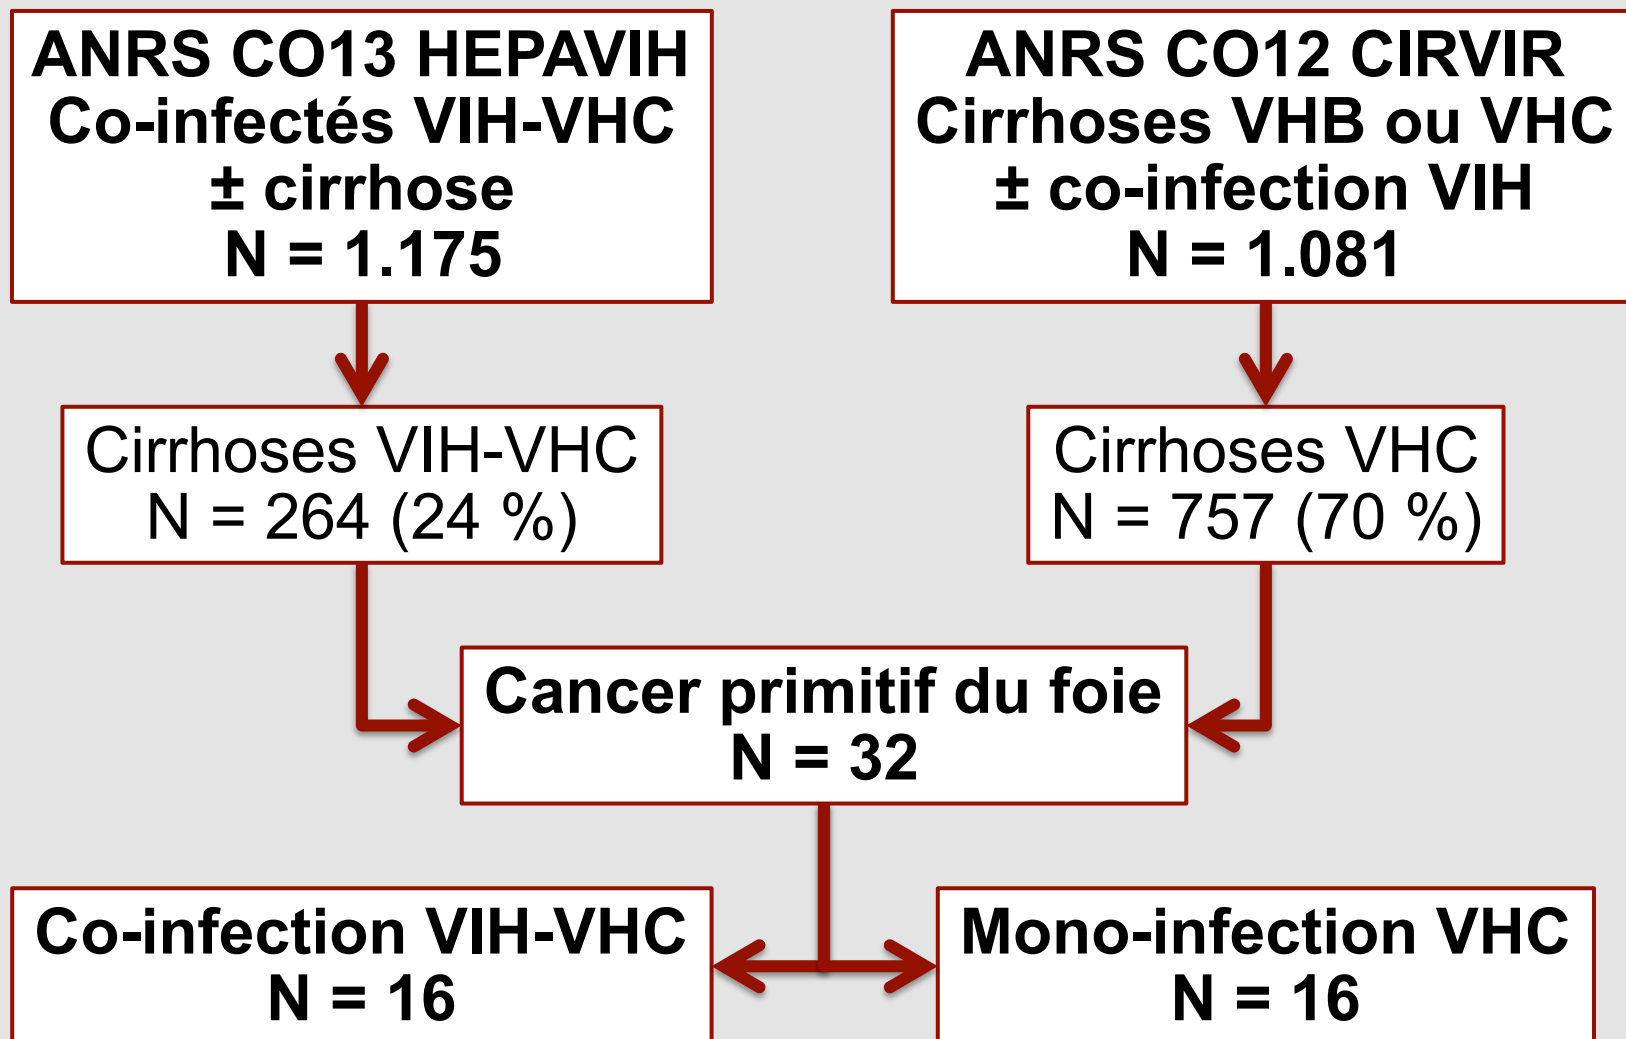 ANRS CO13 HEPAVIH
Co-infectés VIH-VHC
± cirrhose
N = 1.175
ANRS CO12 CIRVIR
Cirrhoses VHB ou VHC
± co-infection VIH
N = 1.081
Cirrhoses VIH-VHC
N = 264 (24 %)
Cirrhoses VHC
N = 757 (70 %)
Cancer primitif du foie
N = 32
Co-infection VIH-VHC
N = 16
Mono-infection VHC
N = 16